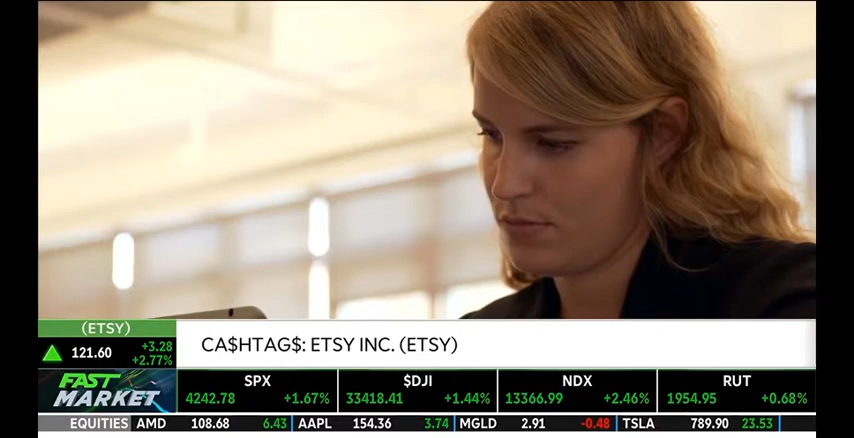 (ETSY)
121.60
+3.28
+2.77%
CA$HTAG$: ETSY INC. (ETSY)
FAST
MARKET
SPX
4242.78 +1.67%
$DJI
33418.41 +1.44%
NDX
13366.99 +2.46%
RUT
1954.95 +0.68%
EQUITIES AMD 108.68 6.43 AAPL 154.36 3.74 MGLD 2.91 -0.48 TSLA 789.90 23.53